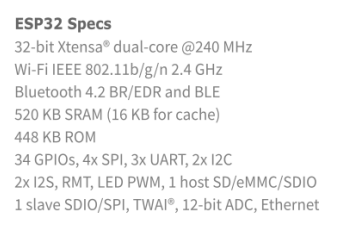 ESP32 Specs
32-bit Xtensa® dual-core @240 MHz
Wi-Fi IEEE 802.11b/g/n 2.4 GHz
Bluetooth 4.2 BR/EDR and BLE
520 KB SRAM (16 KB for cache)
448 KB ROM
34 GPIOs, 4x SPI, 3x UART, 2x I2C
2x I2S, RMT, LED PWM, 1 host SD/eMMC/SDIO
1 slave SDIO/SPI, TWAI®, 12-bit ADC, Ethernet